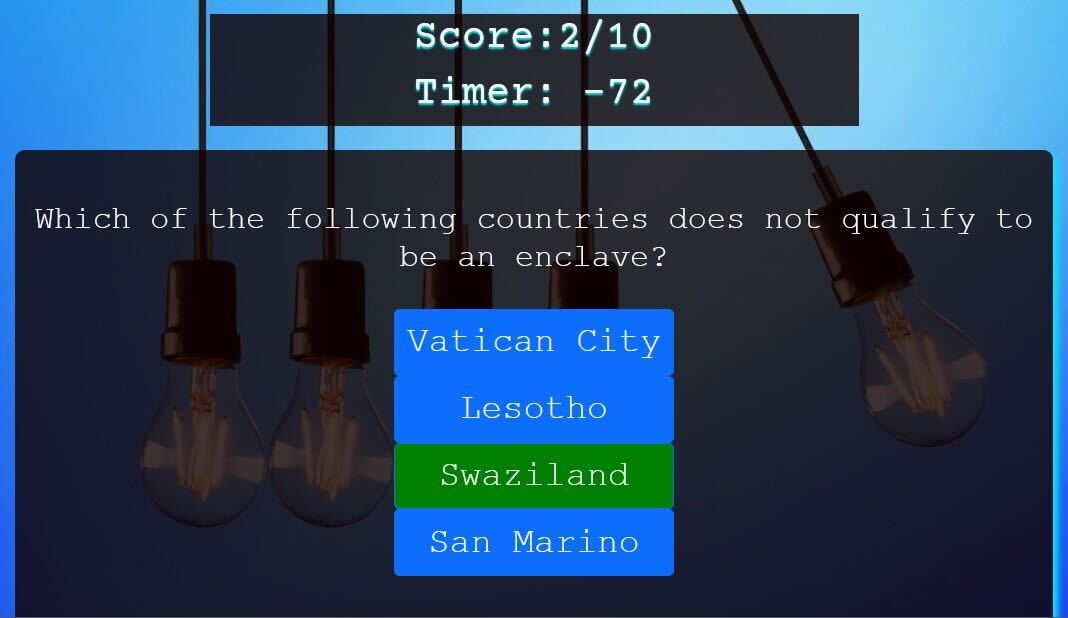 Score:2/10
Timer: -72
Which of the following countries does not qualify to
be an enclave?
Vatican City
Lesotho
Swaziland
San Marino